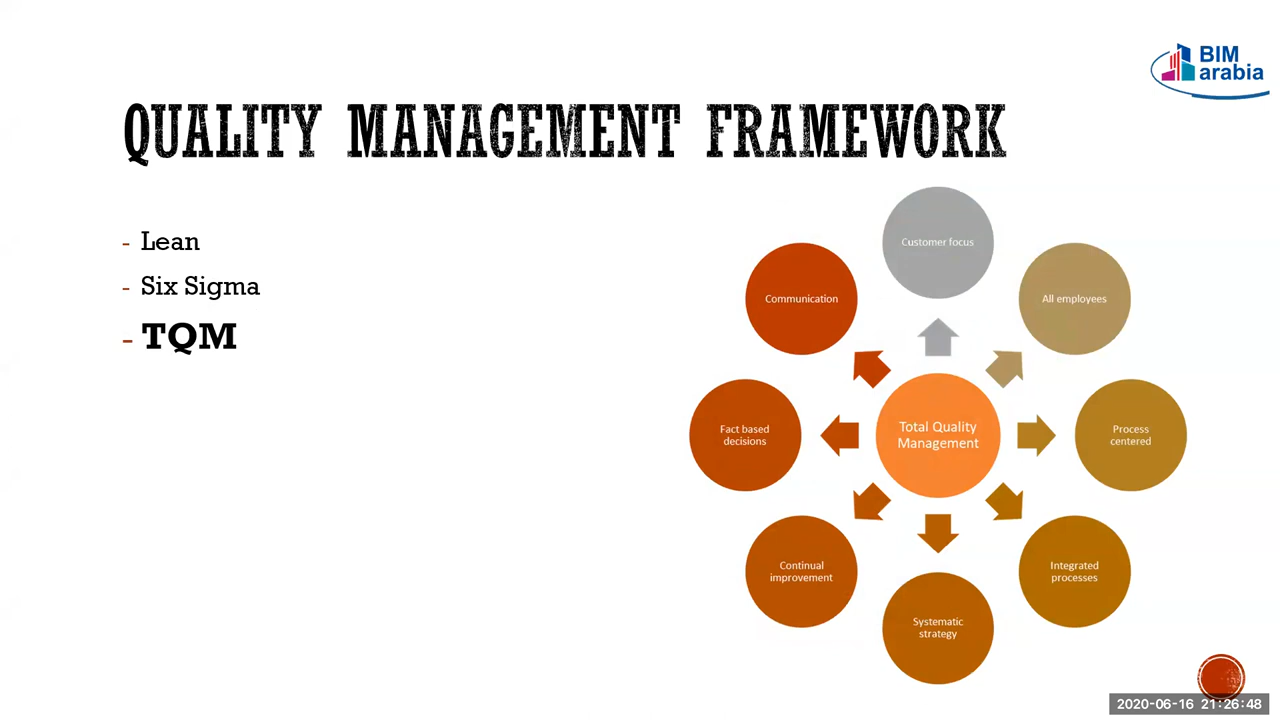 BIM
arabia
QUALITY MANAGEMENT FRAMEWORK
- Lean
- Six Sigma
- TQM
Customer focus
All employees
Process
centered
Integrated
processes
Systematic
strategy
Continual
improvement
Fact based
decisions
Communication
Total Quality
Management
2020-06-16 21:26:48